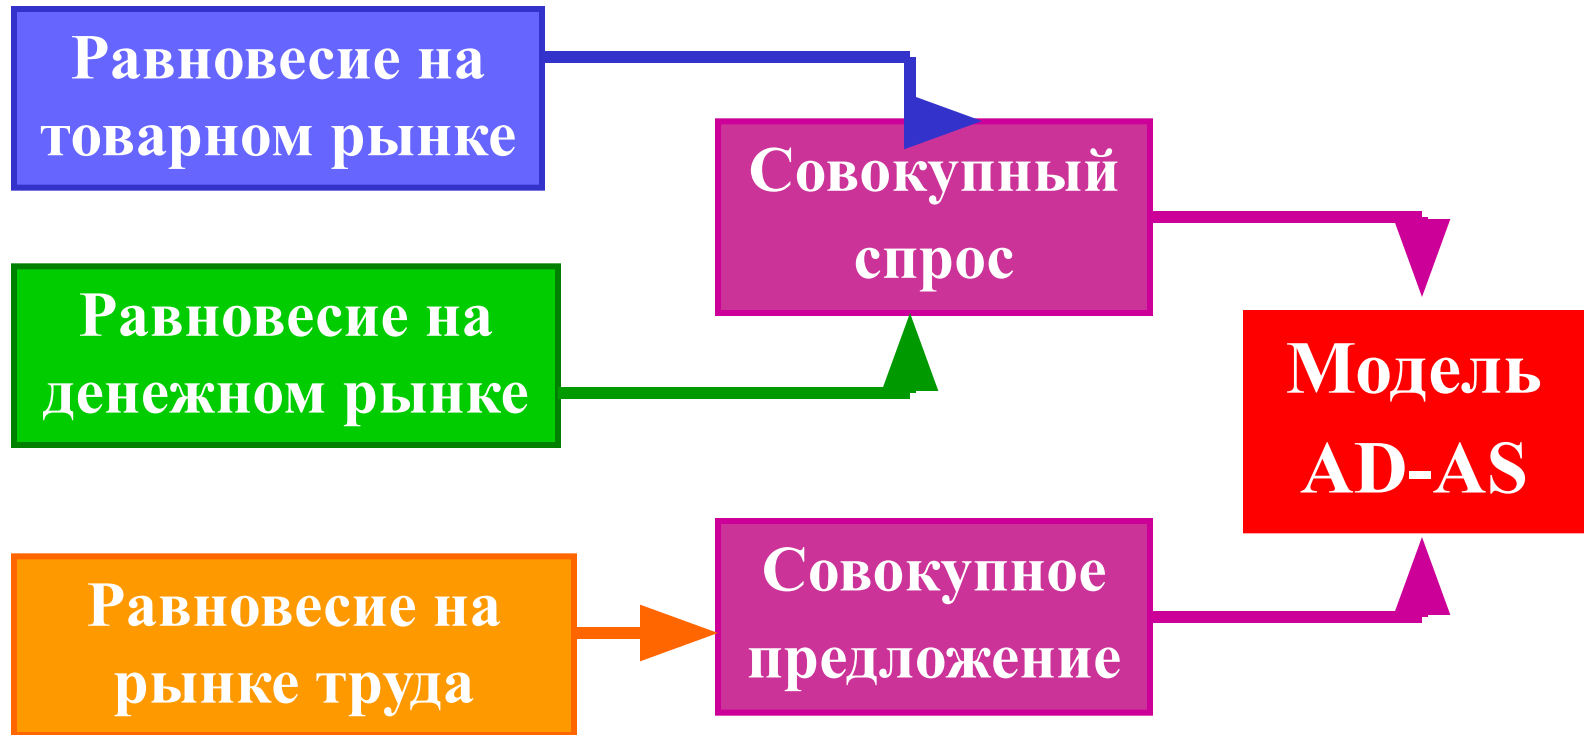 Равновесие на
товарном рынке
Совокупный
спрос
Равновесие на
денежном рынке
Модель
AD-AS
Совокупное
предложение
Равновесие на
рынке труда